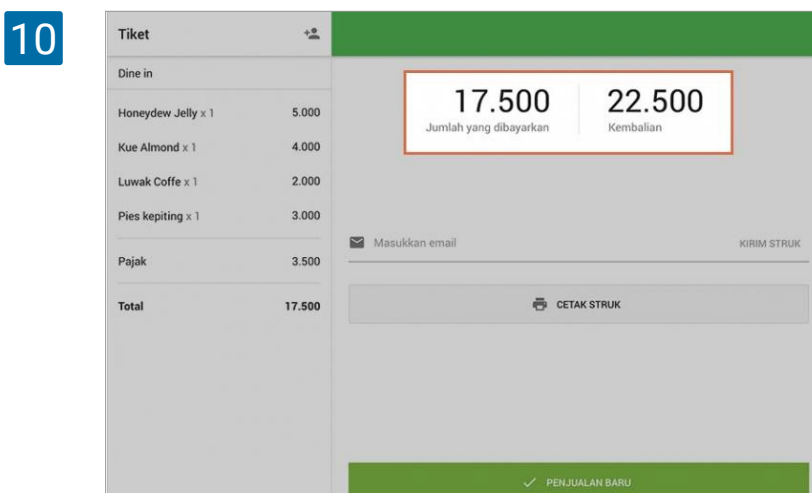 10
Tiket
Dine in
Honeydew Jelly x 1 5.000
Kue Almond x 1 4.000
Luwak Coffe x 1 2.000
Pies kepiting x 1 3.000
Pajak 3.500
Total 17.500
17.500 22.500
Jumlah yang dibayarkan Kembalian
Masukkan email KIRIM STRUK
CETAK STRUK
PENJUALAN BARU